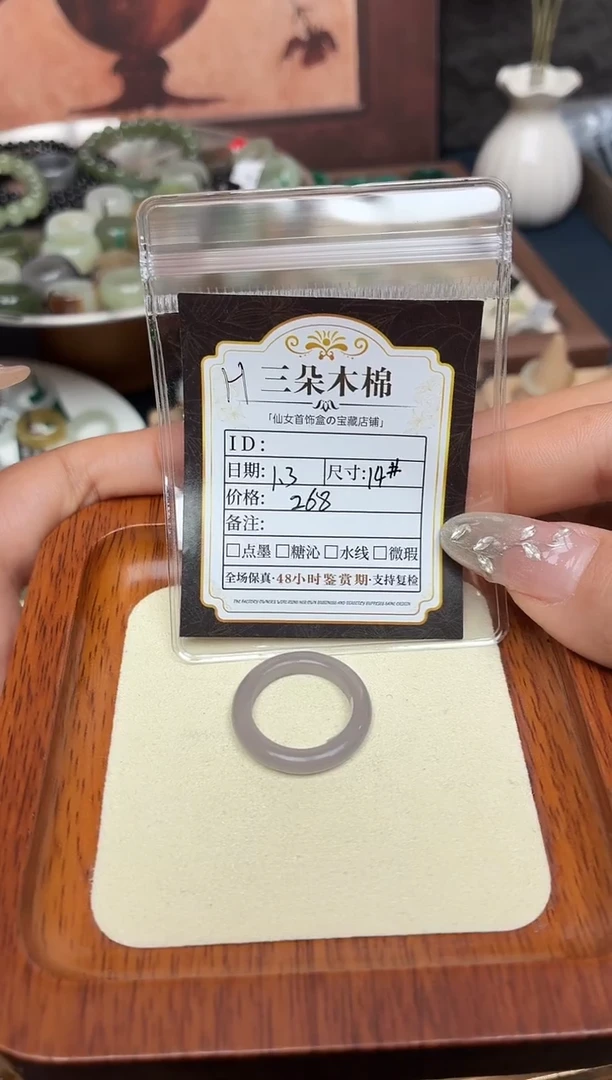 H 三朵木棉
「仙女首饰盒の宝藏店铺」
ID:
日期: 1.3 尺寸: 14#
价格: 268
备注:
□点墨 □糖沁 □水线 □微瑕
全场保真·48小时鉴赏期·支持复检